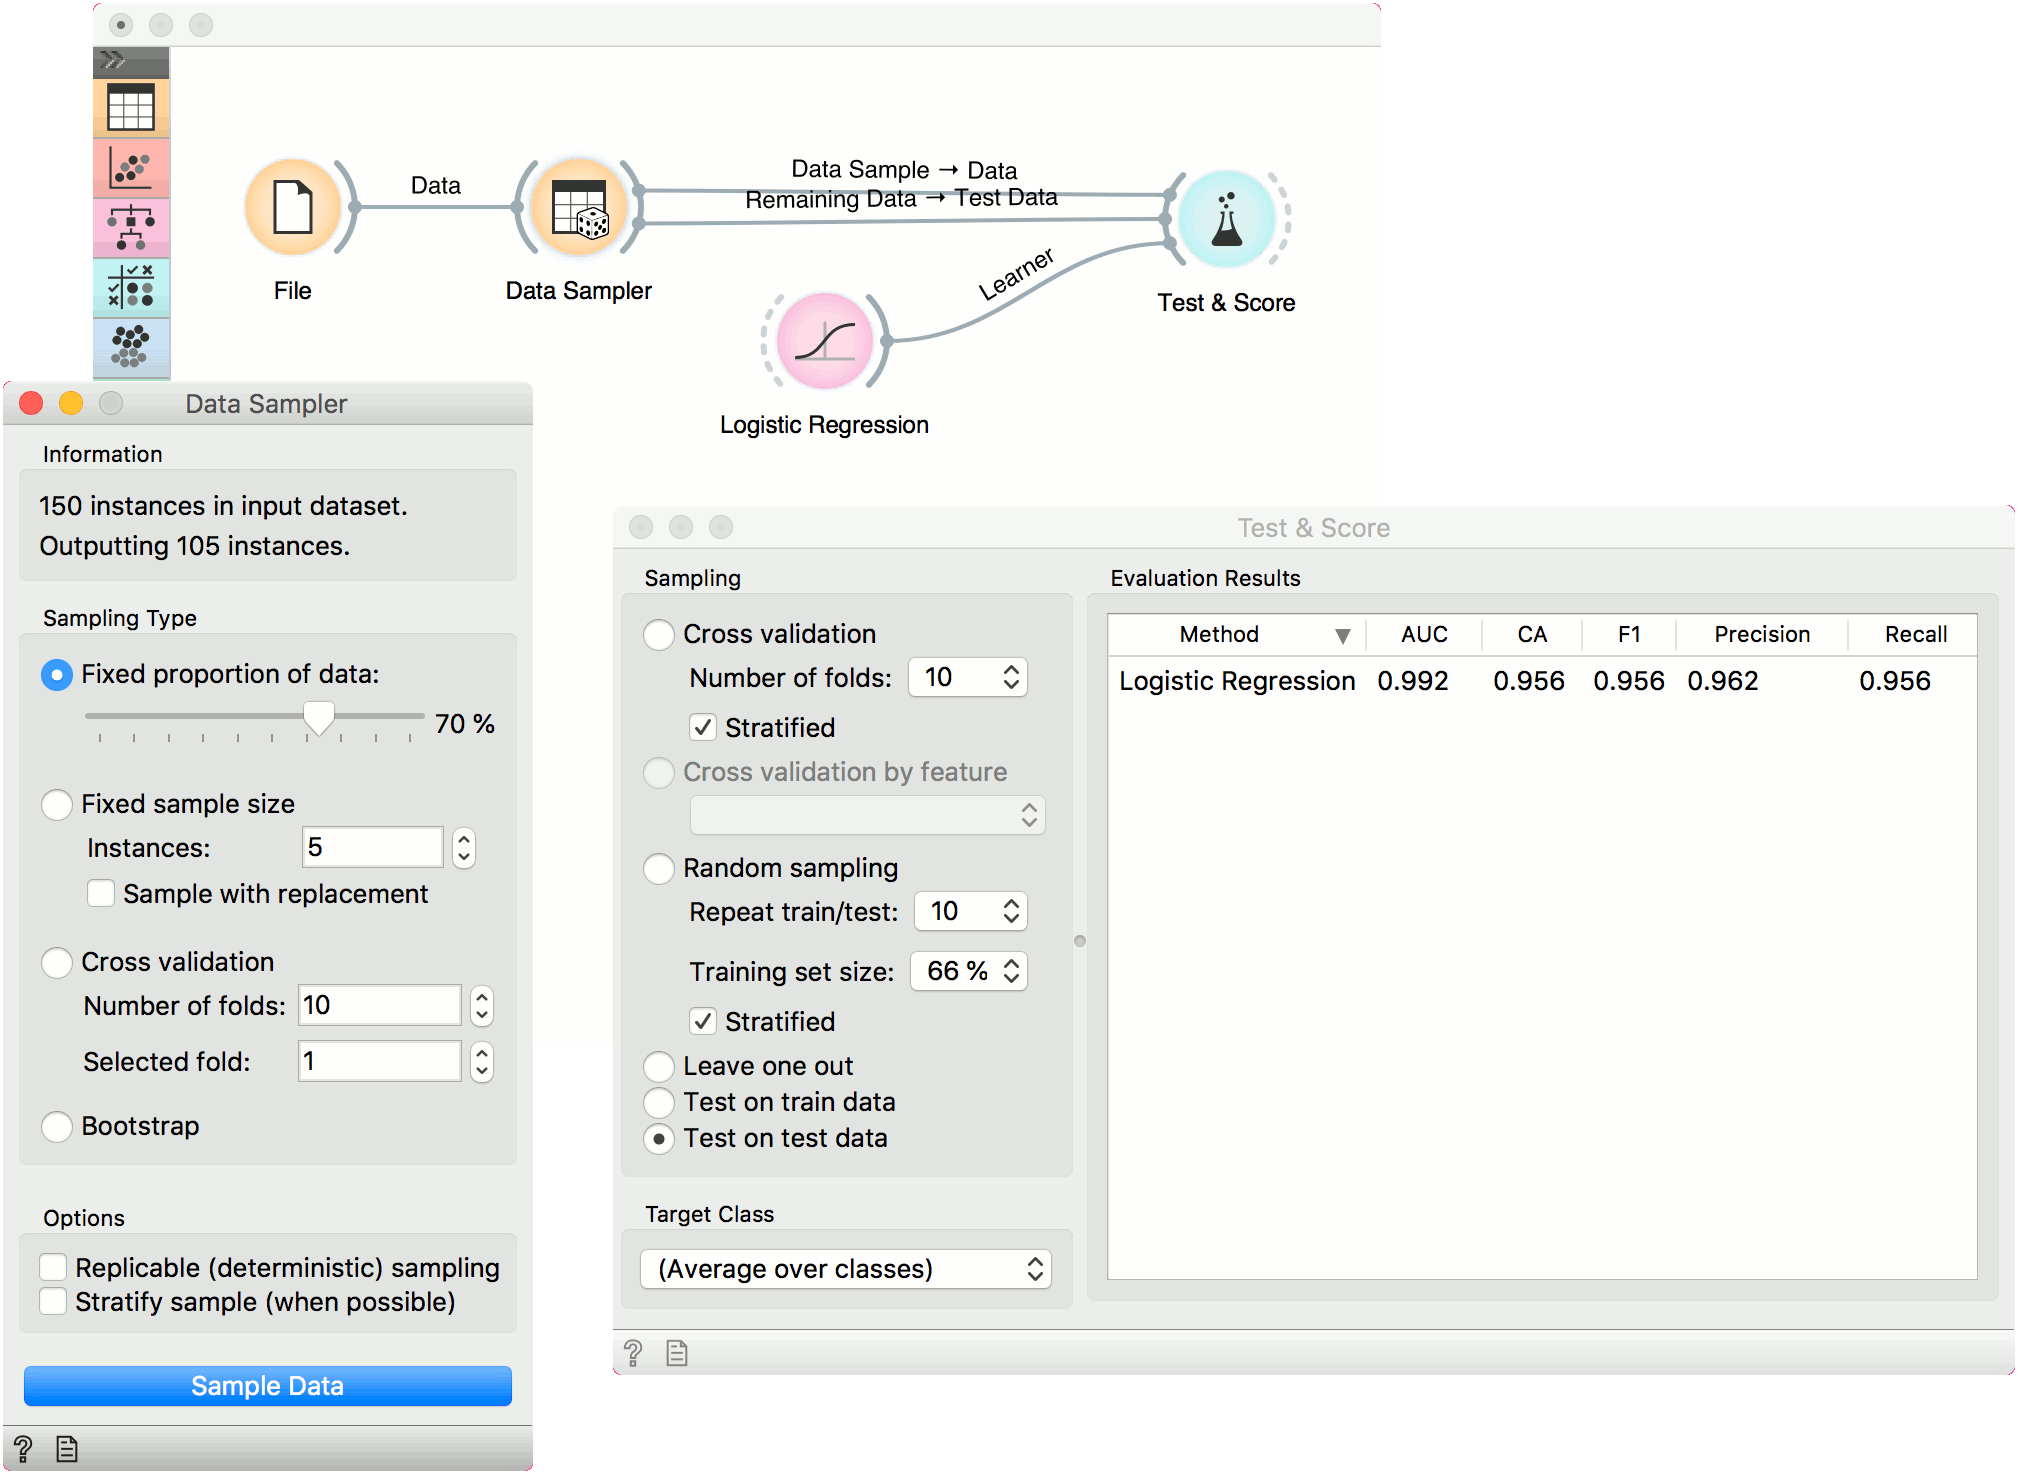 Data
Data Sample → Data
Remaining Data → Test Data
Learner
File
Data Sampler
Test & Score
Logistic Regression
Data Sampler
Information
150 instances in input dataset.
Outputting 105 instances.
Sampling Type
Fixed proportion of data:
70 %
Fixed sample size
Instances: 5
Sample with replacement
Cross validation
Number of folds: 10
Selected fold: 1
Bootstrap
Options
Replicable (deterministic) sampling
Stratify sample (when possible)
Sample Data
?
Test & Score
Sampling
Cross validation
Number of folds: 10
Stratified
Cross validation by feature
Random sampling
Repeat train/test: 10
Training set size: 66 %
Stratified
Leave one out
Test on train data
Test on test data
Target Class
(Average over classes)
Evaluation Results
Method AUC CA F1 Precision Recall
Logistic Regression 0.992 0.956 0.956 0.962 0.956
?